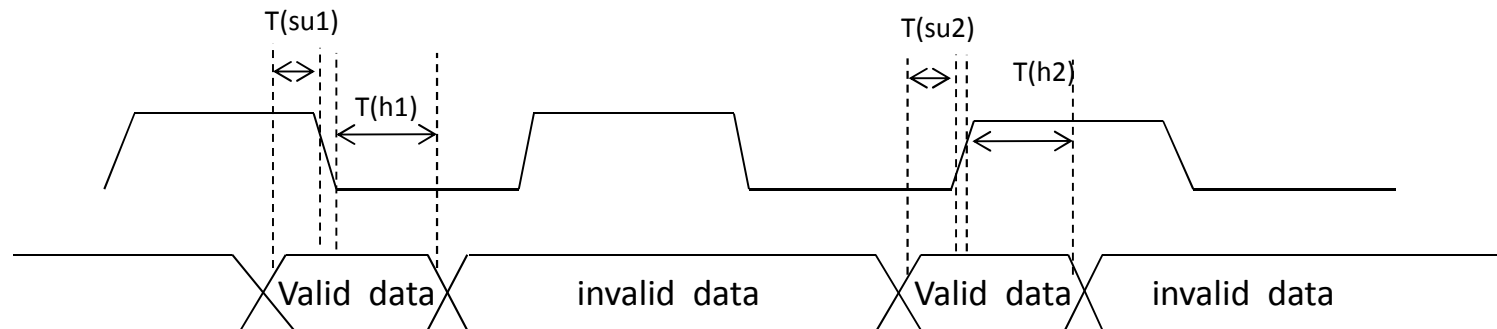 T(su1)
T(su2)
T(h2)
T(h1)
Valid data
invalid data
Valid data
invalid data